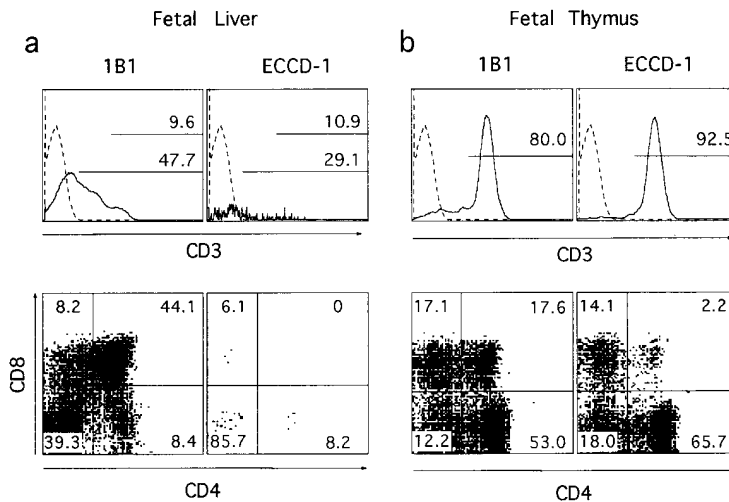 Fetal Liver
Fetal Thymus
a
b
1B1
ECCD-1
1B1
ECCD-1
9.6
47.7
10.9
29.1
80.0
92.5
CD3
CD3
8.2
44.1
6.1
0
17.1
17.6
14.1
2.2
CD8
39.3
8.4
85.7
8.2
12.2
53.0
18.0
65.7
CD4
CD4